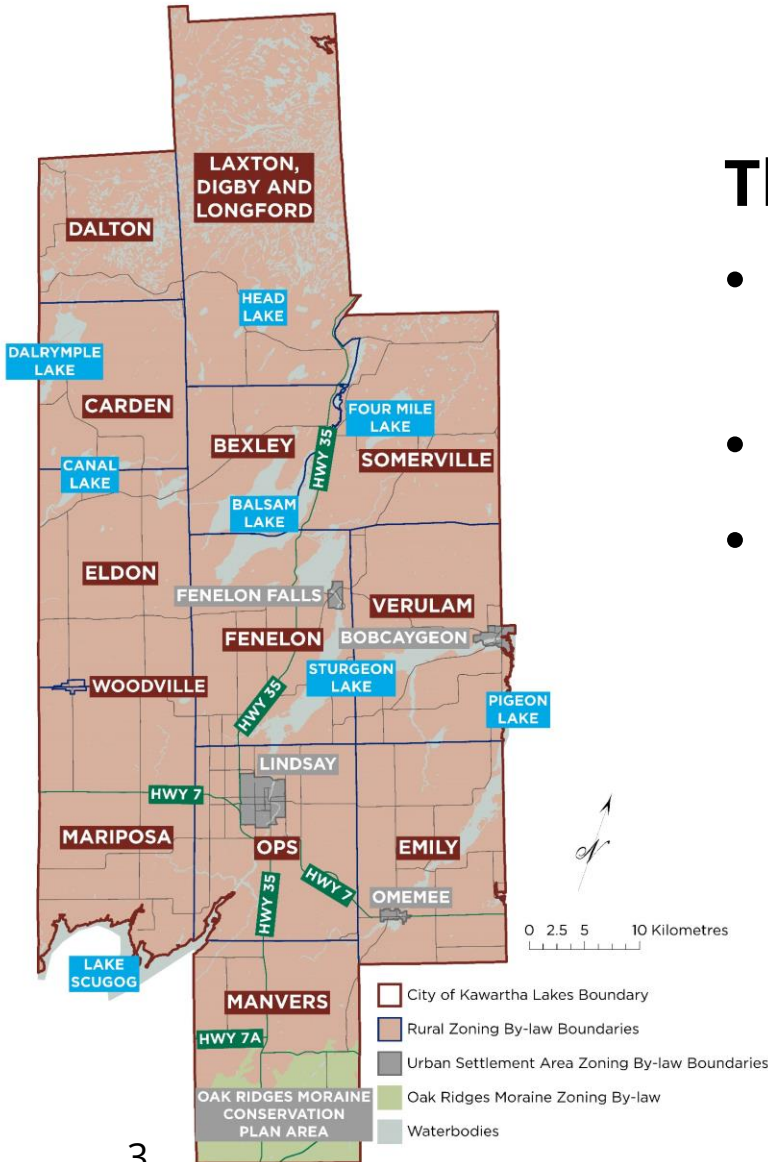 LAXTON,
DIGBY AND
LONGFORD
DALTON
HEAD
LAKE
DALRYMPLE
LAKE
CARDEN
FOUR MILE
LAKE
BEXLEY
HWY 35
SOMERVILLE
CANAL
LAKE
BALSAM
LAKE
ELDON
FENELON FALLS
VERULAM
FENELON
BOBCAYGEON
STURGEON
LAKE
WOODVILLE
HWY 35
PIGEON
LAKE
LINDSAY
HWY 7
MARIPOSA
OPS
EMILY
HWY 7
HWY 35
OMEMEE
N
0 2.5 5 10 Kilometres
LAKE
SCUGOG
MANVERS
HWY 7A
OAK RIDGES MORAINE
CONSERVATION
PLAN AREA
City of Kawartha Lakes Boundary
Rural Zoning By-law Boundaries
Urban Settlement Area Zoning By-law Boundaries
Oak Ridges Moraine Zoning By-law
Waterbodies
3
•
•
•